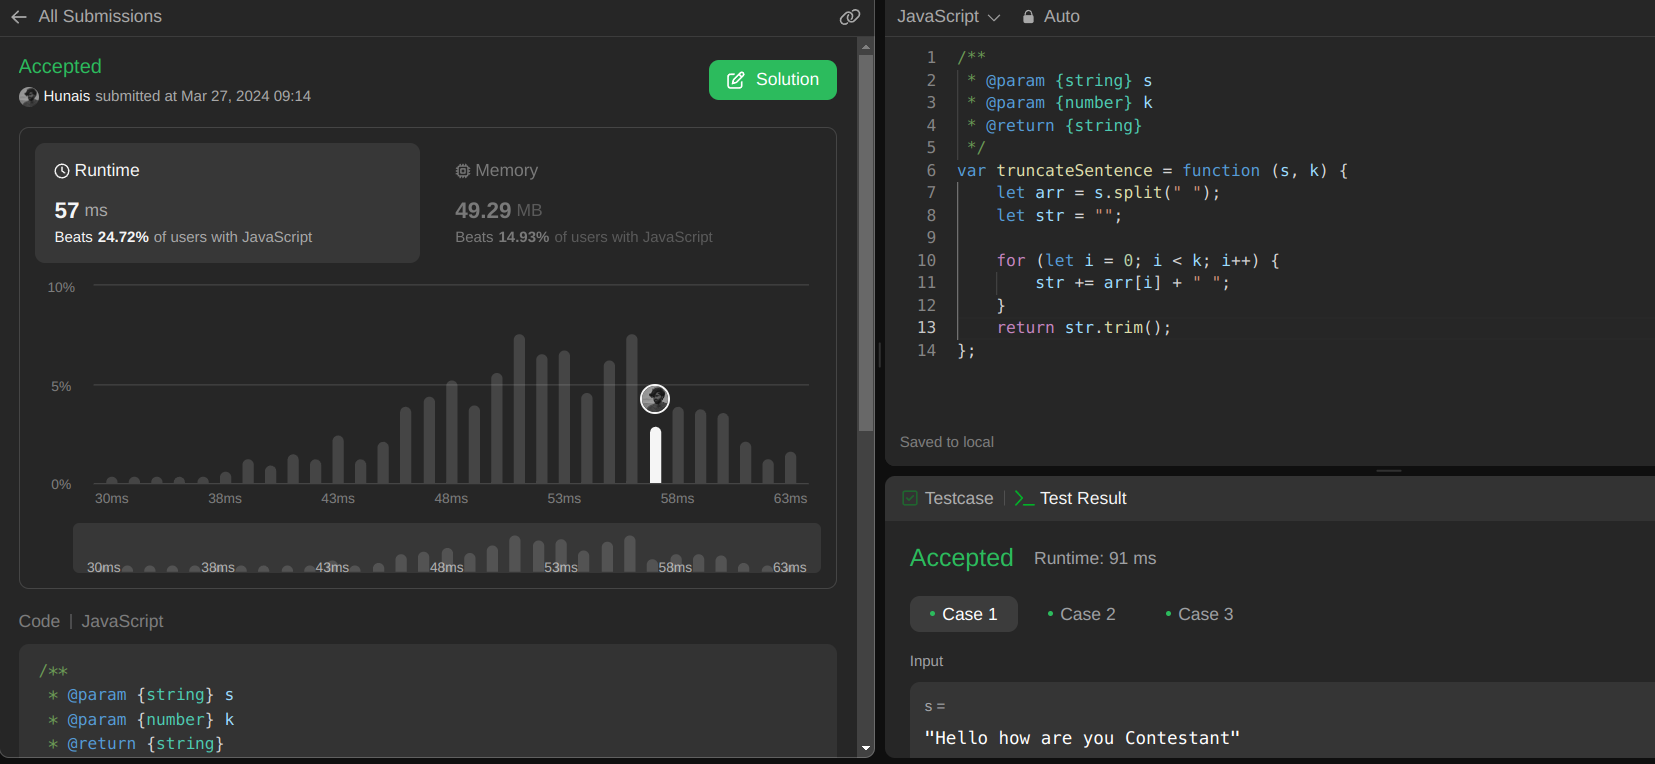 All Submissions
Accepted
Hunais submitted at Mar 27, 2024 09:14
Solution
Runtime
57 ms
Beats 24.72% of users with JavaScript
Memory
49.29 MB
Beats 14.93% of users with JavaScript
10%
5%
0%
30ms 38ms 43ms 48ms 53ms 58ms 63ms
30ms 38ms 43ms 48ms 53ms 58ms 63ms
Code | JavaScript
/**
* @param {string} s
* @param {number} k
* @return {string}
JavaScript Auto
1 /**
2 * @param {string} s
3 * @param {number} k
4 * @return {string}
5 */
6 var truncateSentence = function (s, k) {
7 let arr = s.split(" ");
8 let str = "";
9
10 for (let i = 0; i < k; i++) {
11 str += arr[i] + " ";
12 }
13 return str.trim();
14 };
Saved to local
Testcase | >_ Test Result
Accepted Runtime: 91 ms
• Case 1 • Case 2 • Case 3
Input
s =
"Hello how are you Contestant"